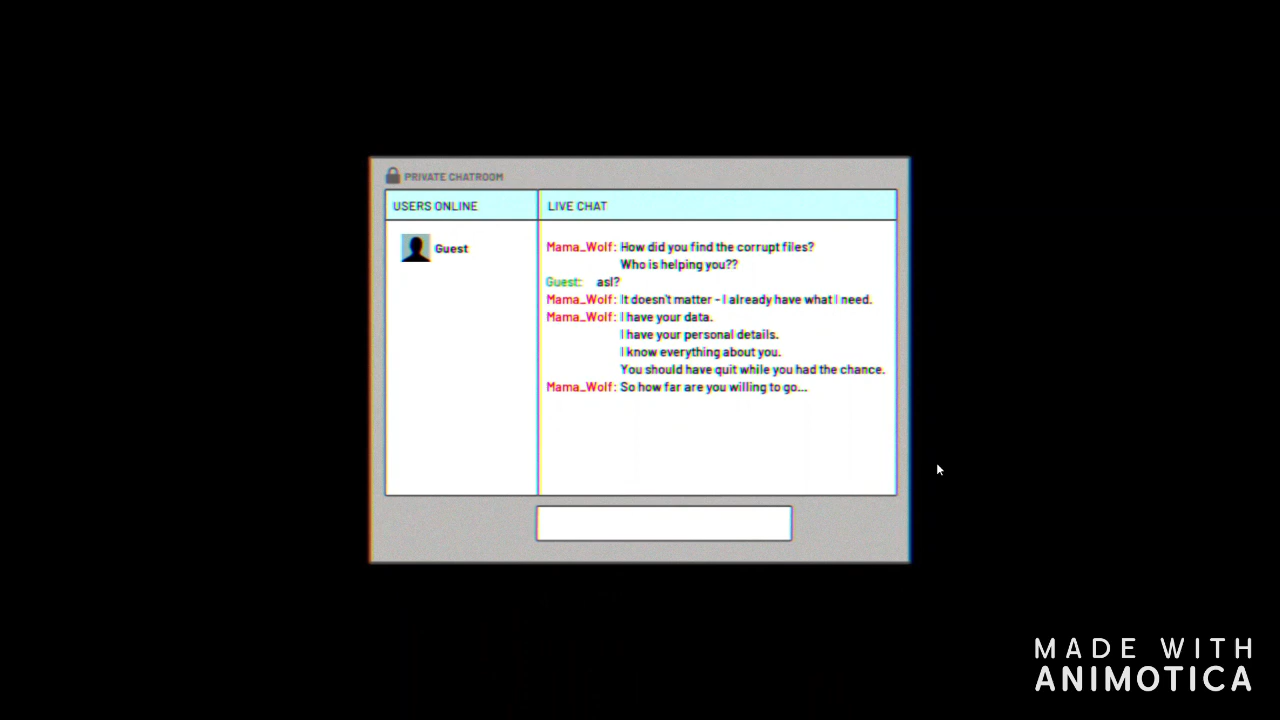 PRIVATE CHATROOM
USERS ONLINE
LIVE CHAT
Guest
Mama_Wolf: How did you find the corrupt files?
Who is helping you??
Guest: asl?
Mama_Wolf: It doesn't matter - I already have what I need.
Mama_Wolf: I have your data.
I have your personal details.
I know everything about you.
You should have quit while you had the chance.
Mama_Wolf: So how far are you willing to go...
MADE WITH
ANIMOTICA